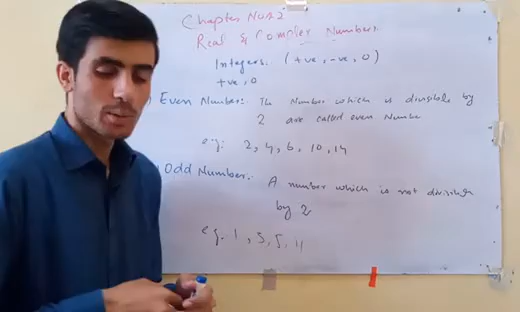 Chapter No: 2
Real & Complex Numbers
Integers: (+ve, -ve, 0)
+ve, 0
Even Number:- The Number which is divisible by
2 are called even Numbe
e.g: 2, 4, 6, 10, 14
Odd Number:- A number which is not divisible
by 2
e.g. 1, 3, 5, 11